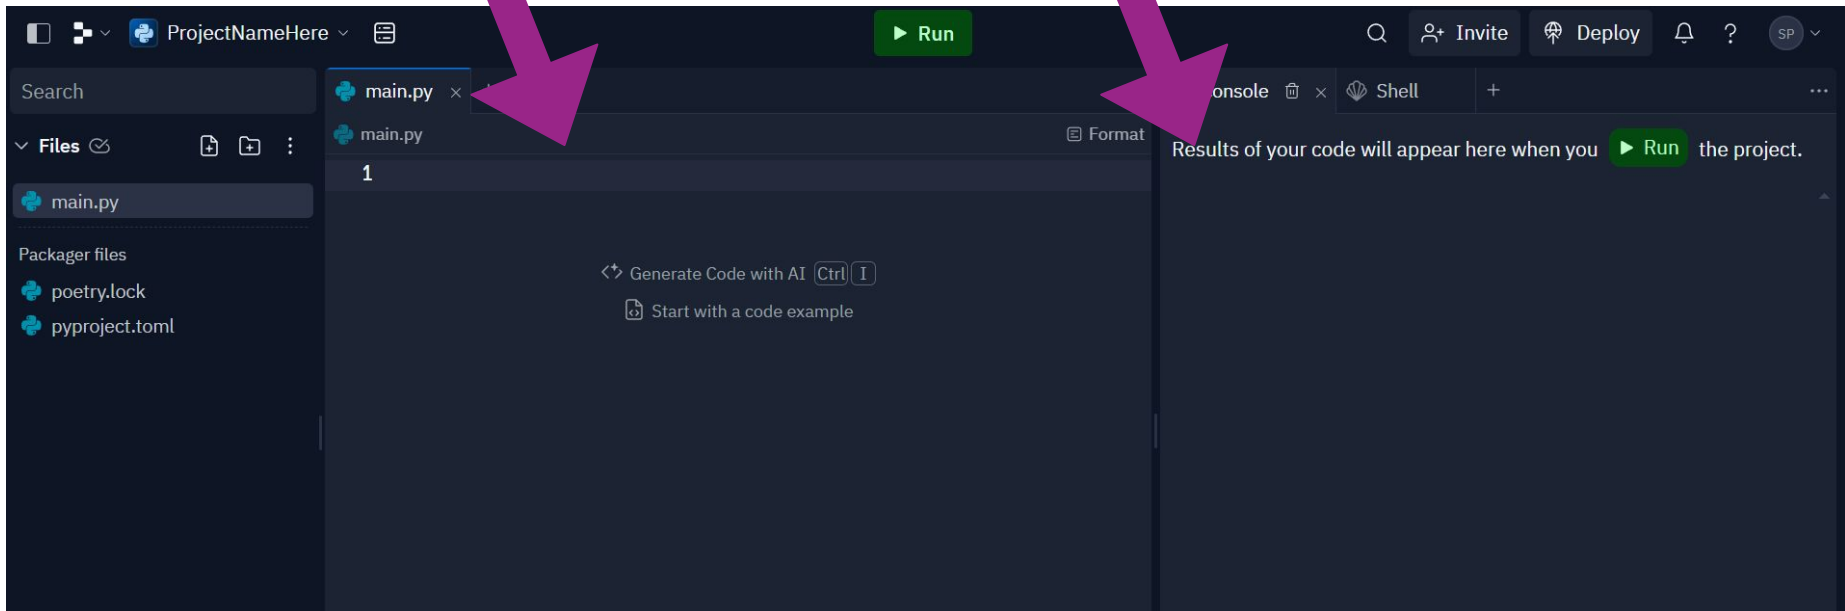 ProjectNameHere
Run
Invite
Deploy
?
SP
Search
main.py
Shell
Files
main.py
Format
Results of your code will appear here when you Run the project.
1
main.py
Packager files
Generate Code with AI Ctrl I
poetry.lock
Start with a code example
pyproject.toml